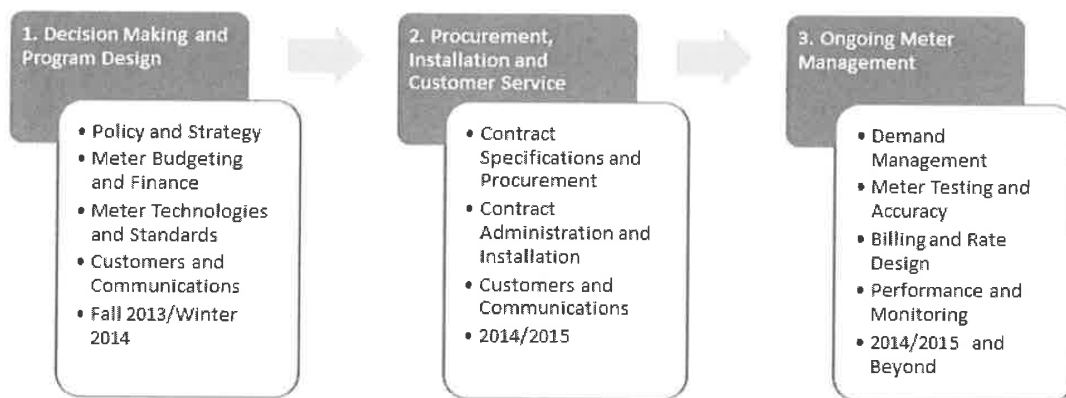 1. Decision Making and
Program Design
• Policy and Strategy
• Meter Budgeting
and Finance
• Meter Technologies
and Standards
• Customers and
Communications
• Fall 2013/Winter
2014
2. Procurement,
Installation and
Customer Service
• Contract
Specifications and
Procurement
• Contract
Administration and
Installation
• Customers and
Communications
• 2014/2015
3. Ongoing Meter
Management
• Demand
Management
• Meter Testing and
Accuracy
• Billing and Rate
Design
• Performance and
Monitoring
• 2014/2015 and
Beyond